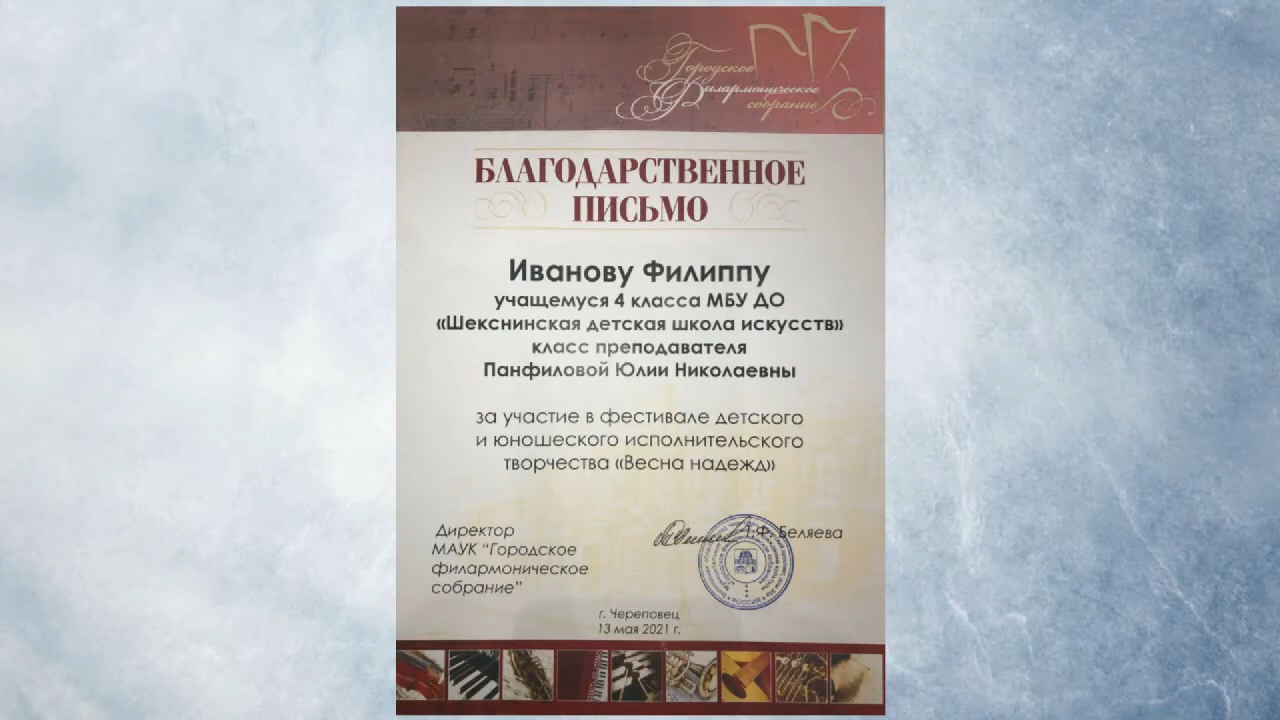 Городское
Филармоническое
собрание
БЛАГОДАРСТВЕННОЕ
ПИСЬМО
Иванову Филиппу
учащемуся 4 класса МБУ ДО
«Шекснинская детская школа искусств»
класс преподавателя
Панфиловой Юлии Николаевны
за участие в фестивале детского
и юношеского исполнительского
творчества «Весна надежд»
Директор
МАУК “Городское
филармоническое
собрание”
Беляева
РОССИЯ
г. Череповец
13 мая 2021 г.